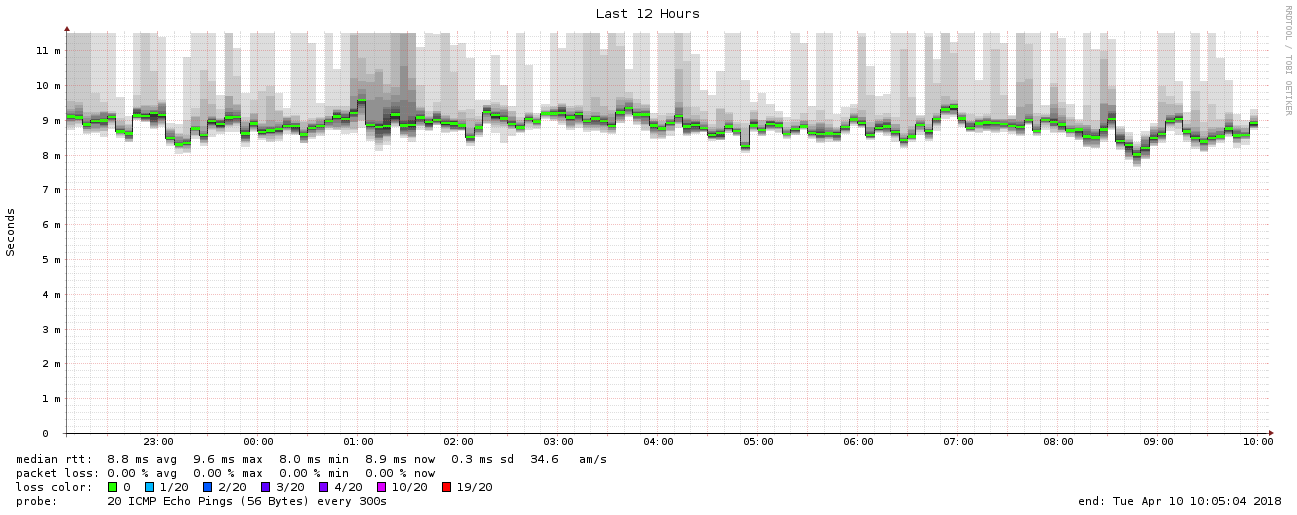 Last 12 Hours
RRDTOOL / TOBI OETIKER
11 m
10 m
9 m
8 m
7 m
6 m
5 m
4 m
3 m
2 m
1 m
0
Seconds
23:00 00:00 01:00 02:00 03:00 04:00 05:00 06:00 07:00 08:00 09:00 10:00
median rtt: 8.8 ms avg 9.6 ms max 8.0 ms min 8.9 ms now 0.3 ms sd 34.6 am/s
packet loss: 0.00 % avg 0.00 % max 0.00 % min 0.00 % now
loss color: 0 1/20 2/20 3/20 4/20 10/20 19/20
probe: 20 ICMP Echo Pings (56 Bytes) every 300s end: Tue Apr 10 10:05:04 2018